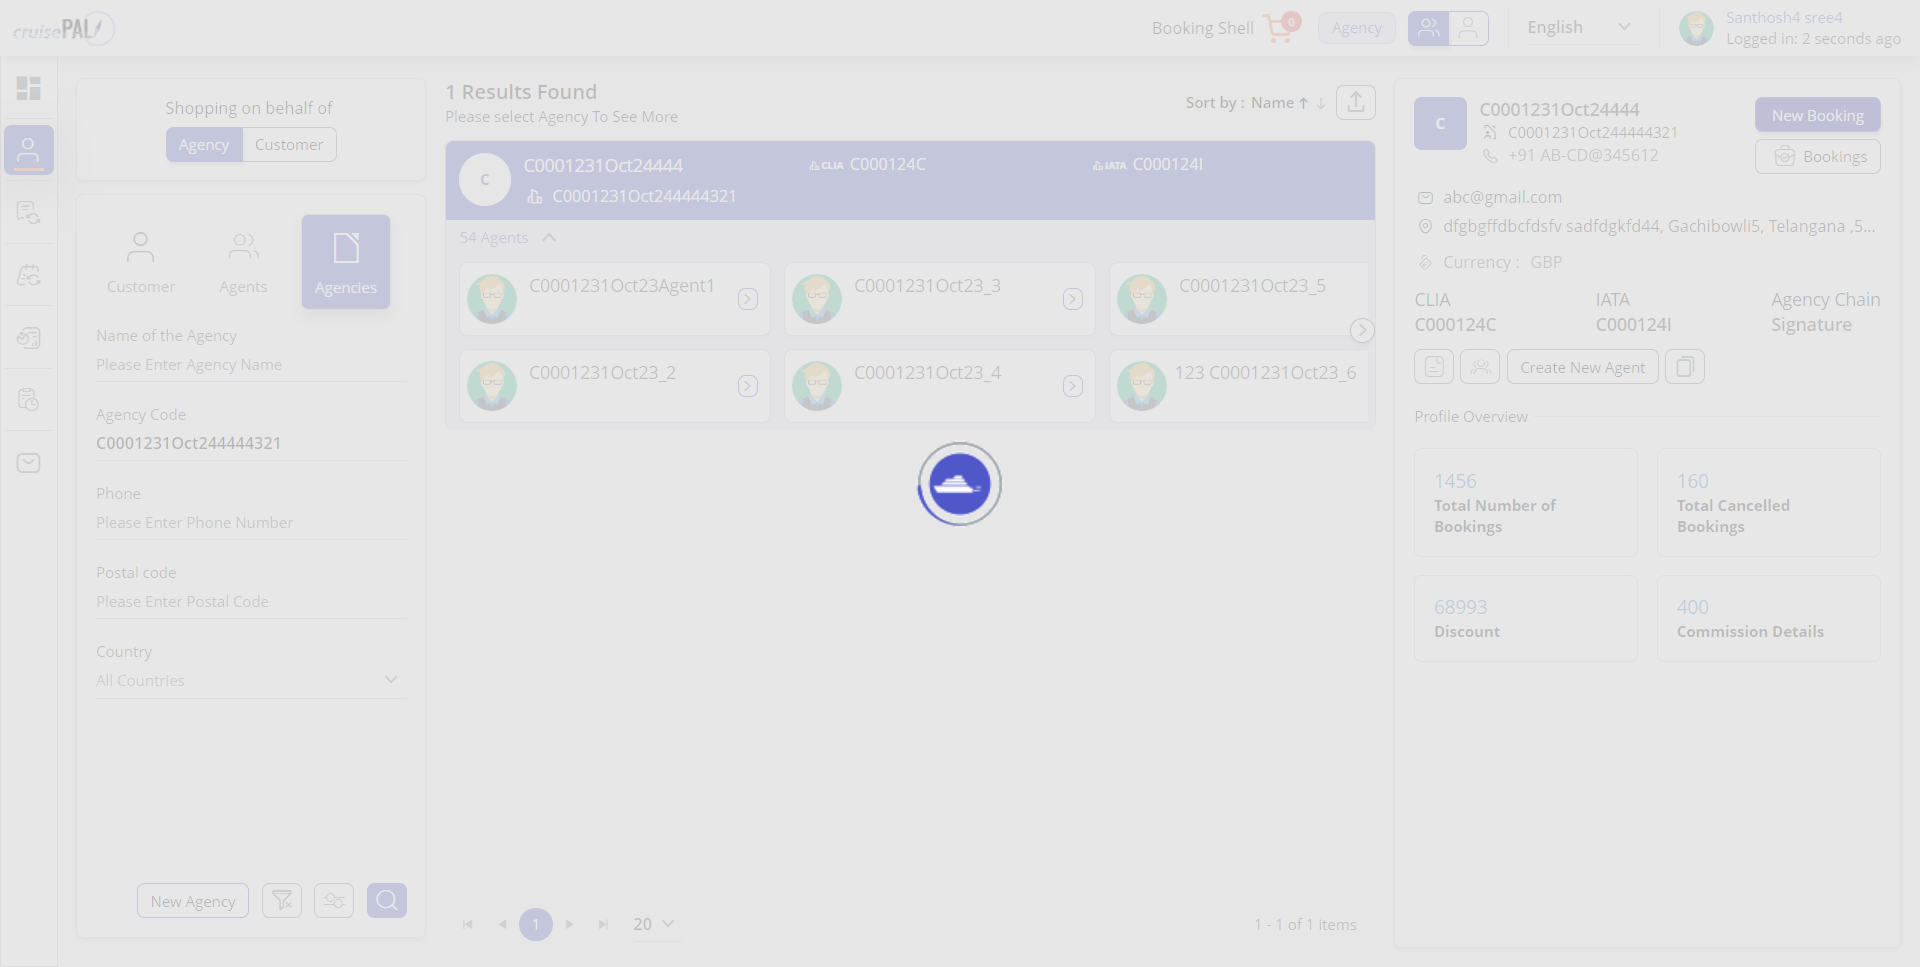 cruisePAL
Booking Shell
0
Agency
English
Santhosh4 sree4
Logged in: 2 seconds ago
Shopping on behalf of
Agency
Customer
Customer
Agents
Agencies
Name of the Agency
Please Enter Agency Name
Agency Code
C0001231Oct244444321
Phone
Please Enter Phone Number
Postal code
Please Enter Postal Code
Country
All Countries
New Agency
1 Results Found
Please select Agency To See More
Sort by : Name
C
C0001231Oct24444
CLIA C000124C
IATA C000124I
C0001231Oct244444321
54 Agents
C0001231Oct23Agent1
C0001231Oct23_3
C0001231Oct23_5
C0001231Oct23_2
C0001231Oct23_4
123 C0001231Oct23_6
1
20
1 - 1 of 1 items
C
C0001231Oct24444
C0001231Oct244444321
+91 AB-CD@345612
New Booking
Bookings
abc@gmail.com
dfgbgffdbcfdsfv sadfdgkfd44, Gachibowli5, Telangana ,5...
Currency : GBP
CLIA
C000124C
IATA
C000124I
Agency Chain
Signature
Create New Agent
Profile Overview
1456
Total Number of
Bookings
160
Total Cancelled
Bookings
68993
Discount
400
Commission Details